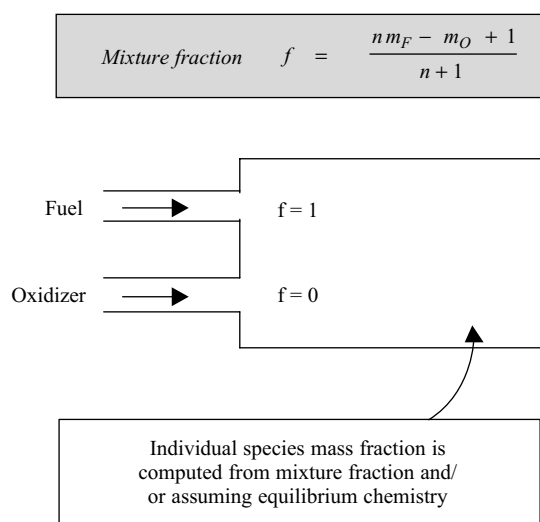 Mixture fraction f = n m_F − m_O + 1 / n + 1
Fuel
f = 1
Oxidizer
f = 0
Individual species mass fraction is
computed from mixture fraction and/
or assuming equilibrium chemistry